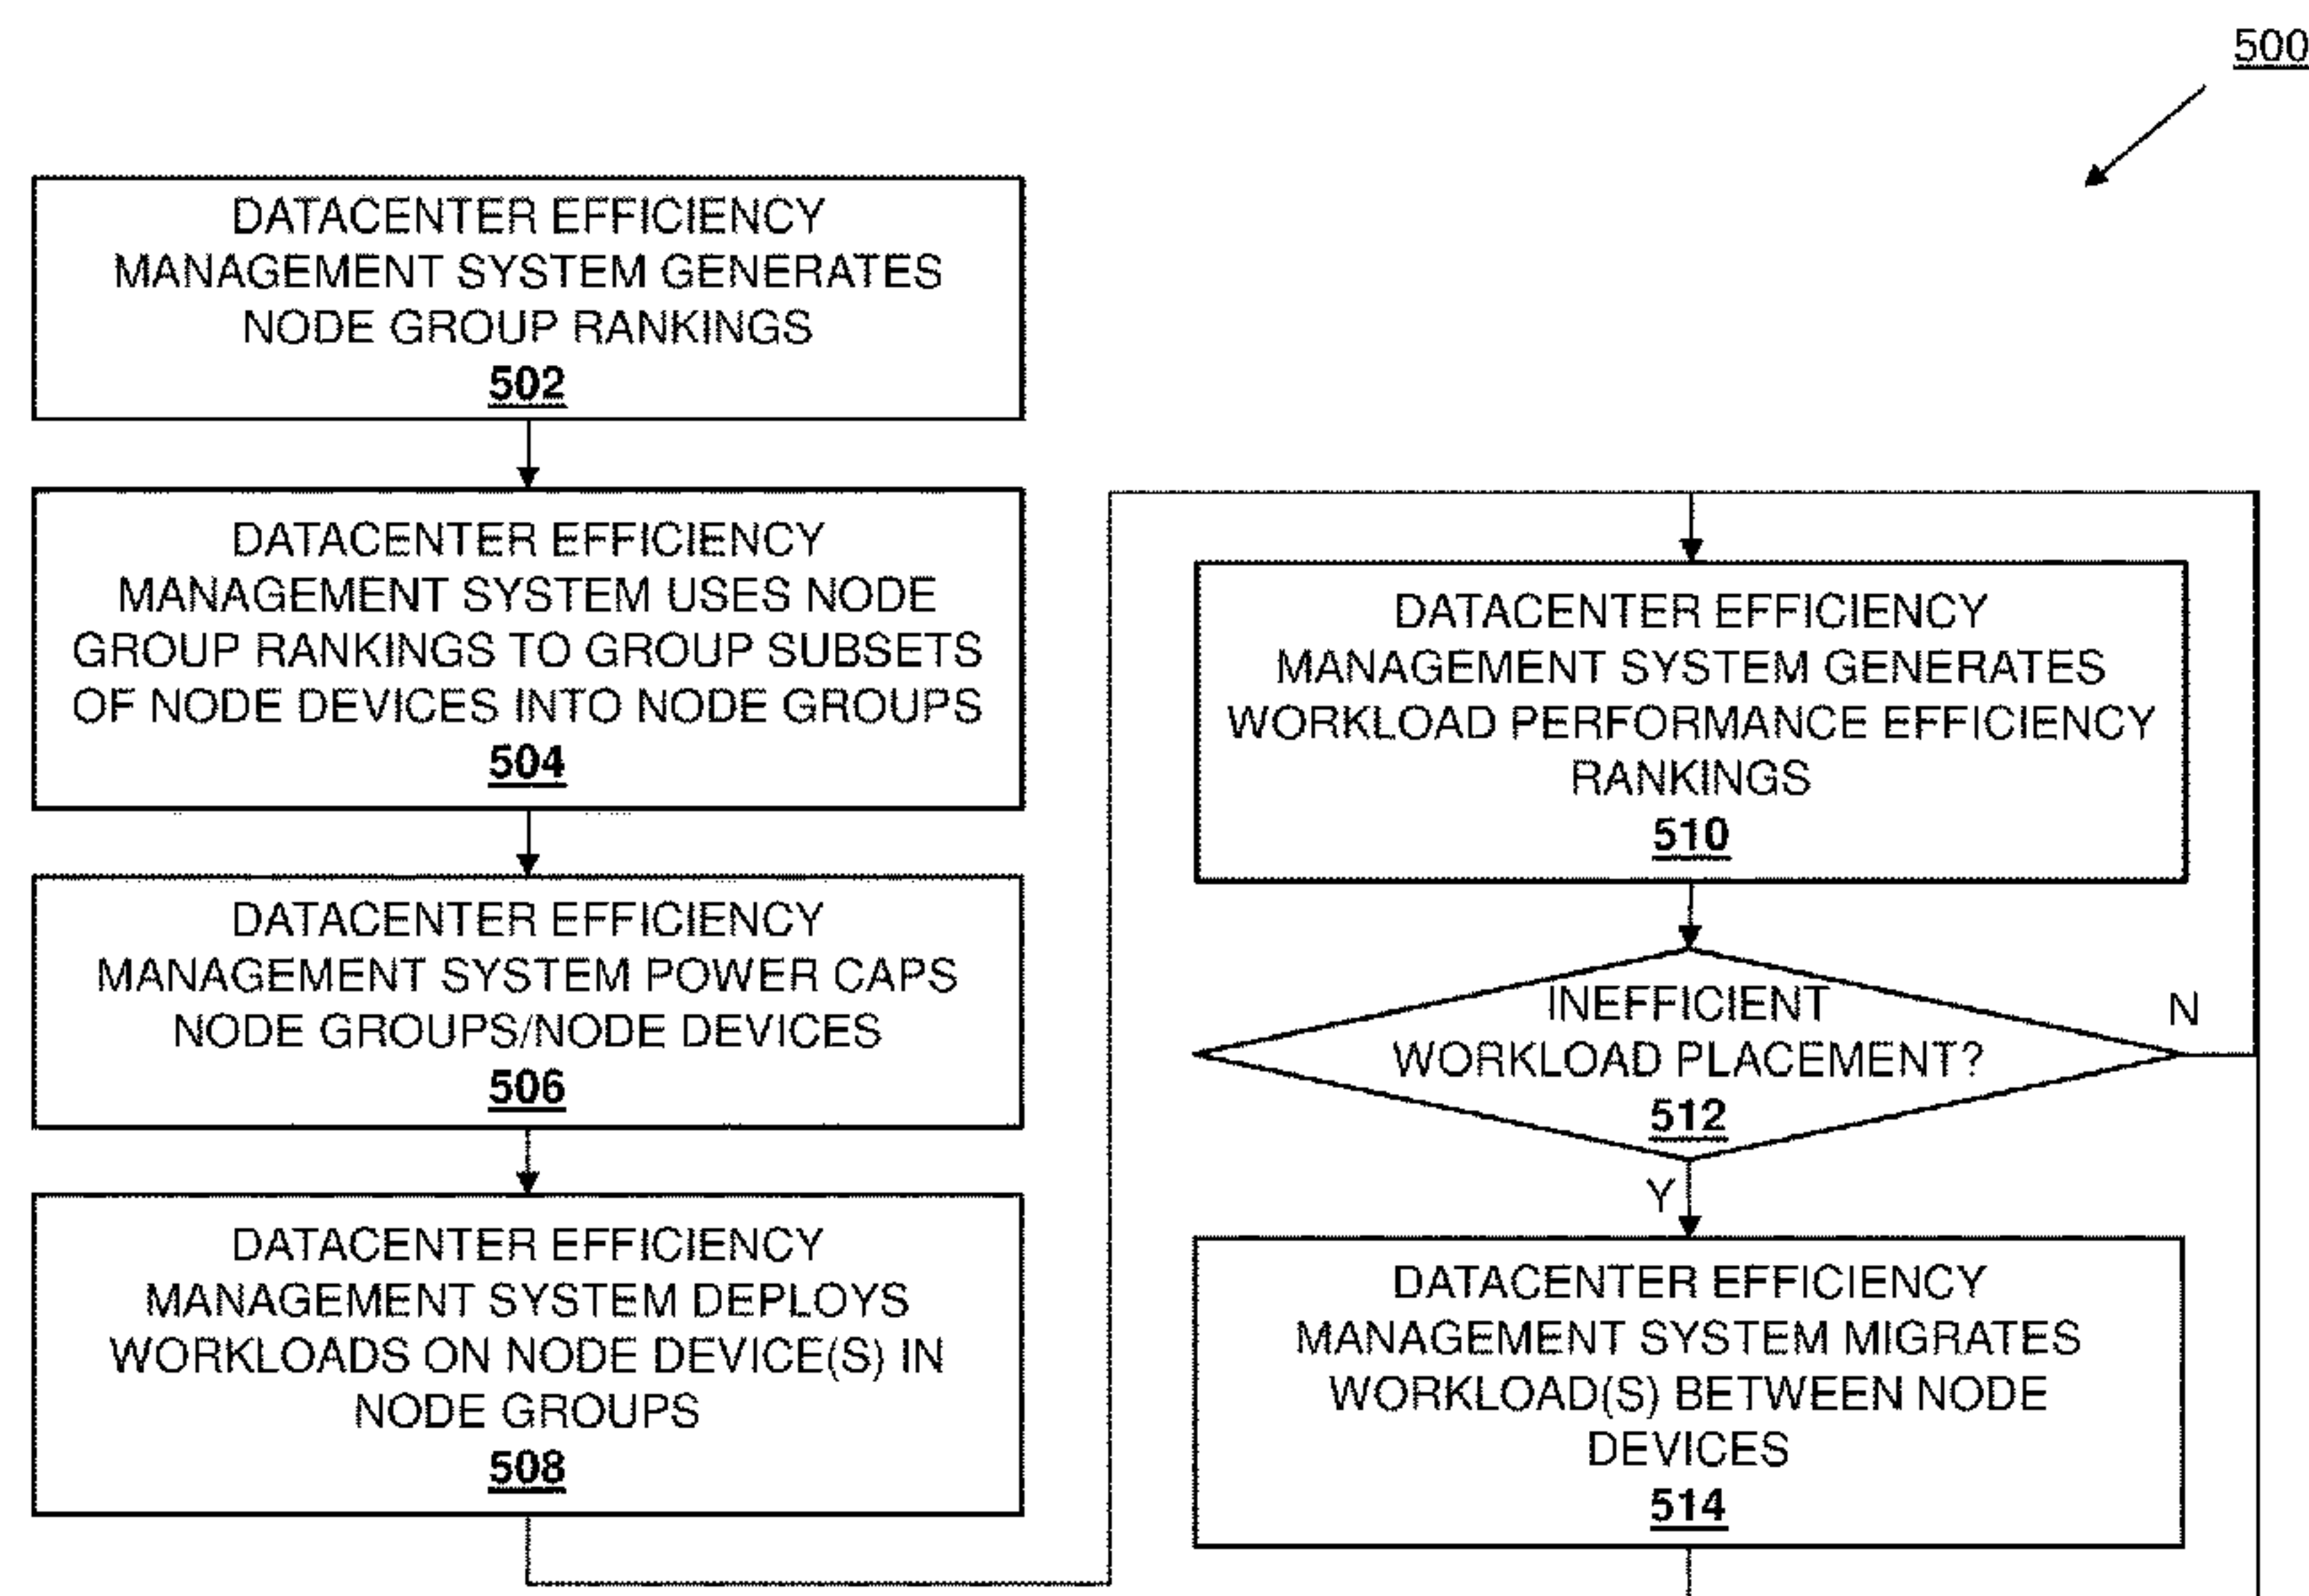 500
DATACENTER EFFICIENCY
MANAGEMENT SYSTEM GENERATES
NODE GROUP RANKINGS
502
DATACENTER EFFICIENCY
MANAGEMENT SYSTEM USES NODE
GROUP RANKINGS TO GROUP SUBSETS
OF NODE DEVICES INTO NODE GROUPS
504
DATACENTER EFFICIENCY
MANAGEMENT SYSTEM POWER CAPS
NODE GROUPS/NODE DEVICES
506
DATACENTER EFFICIENCY
MANAGEMENT SYSTEM DEPLOYS
WORKLOADS ON NODE DEVICE(S) IN
NODE GROUPS
508
DATACENTER EFFICIENCY
MANAGEMENT SYSTEM GENERATES
WORKLOAD PERFORMANCE EFFICIENCY
RANKINGS
510
INEFFICIENT
WORKLOAD PLACEMENT?
512
N
Y
DATACENTER EFFICIENCY
MANAGEMENT SYSTEM MIGRATES
WORKLOAD(S) BETWEEN NODE
DEVICES
514